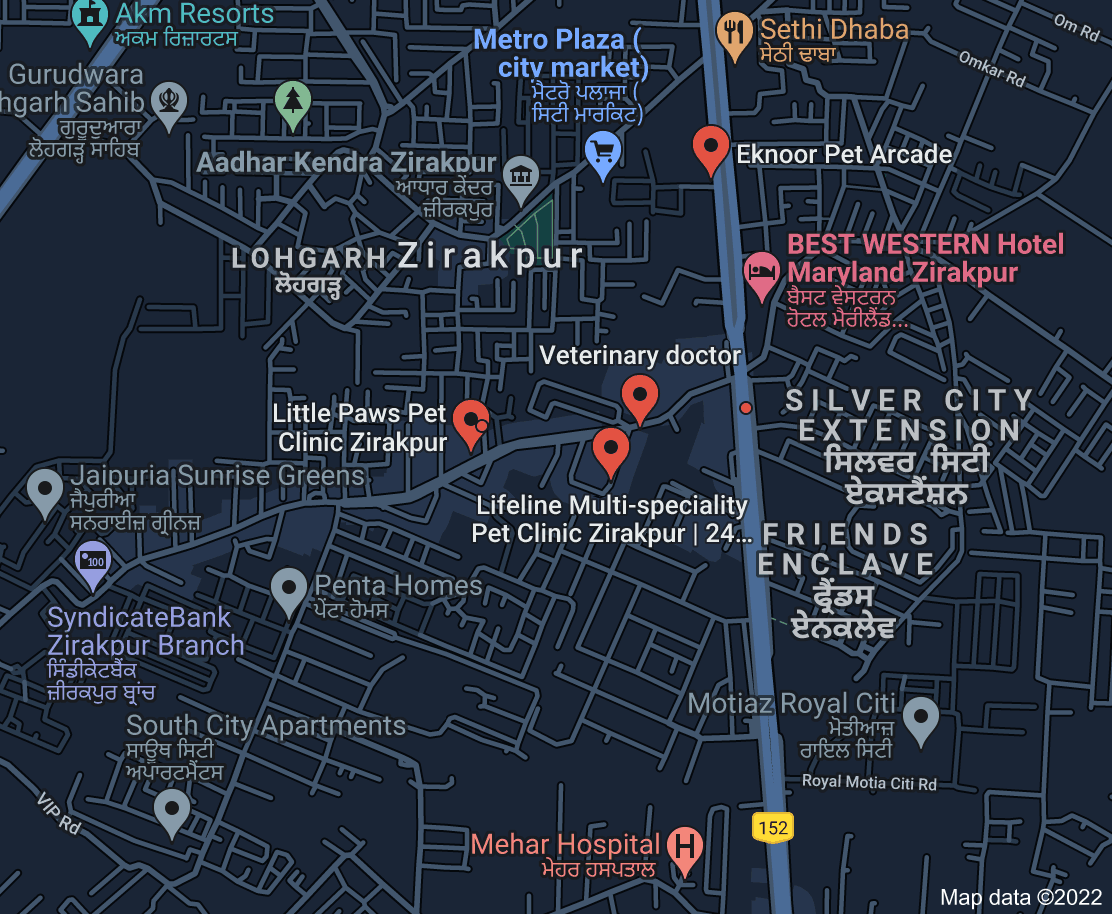 Akm Resorts
ਅਕਮ ਰਿਜ਼ਾਰਟਸ
Sethi Dhaba
ਸੇਠੀ ਢਾਬਾ
Om Rd
Omkar Rd
Metro Plaza (
city market)
ਮੈਟਰੋ ਪਲਾਜਾ (
ਸਿਟੀ ਮਾਰਕਿਟ)
Gurudwara
hgarh Sahib
ਗੁਰੂਦੁਆਰਾ
ਲੋਹਗੜ੍ਹ ਸਾਹਿਬ
Eknoor Pet Arcade
Aadhar Kendra Zirakpur
ਆਧਾਰ ਕੇਂਦਰ
ਜ਼ੀਰਕਪੁਰ
LOHGARH
ਲੋਹਗੜ੍ਹ
Zirakpur
BEST WESTERN Hotel
Maryland Zirakpur
ਬੈਸਟ ਵੇਸਟਰਨ
ਹੋਟਲ ਮੈਰੀਲੈਂਡ...
Veterinary doctor
Little Paws Pet
Clinic Zirakpur
SILVER CITY
EXTENSION
ਸਿਲਵਰ ਸਿਟੀ
ਏਕਸਟੈਂਸ਼ਨ
Jaipuria Sunrise Greens
ਜੈਪੁਰੀਆ
ਸਨਰਾਈਜ਼ ਗ੍ਰੀਨਜ਼
Lifeline Multi-speciality
Pet Clinic Zirakpur | 24...
FRIENDS
ENCLAVE
ਫ੍ਰੈਂਡਸ
ਏਨਕਲੇਵ
100
SyndicateBank
Zirakpur Branch
ਸਿੰਡੀਕੇਟਬੈਂਕ
ਜ਼ੀਰਕਪੁਰ ਬ੍ਰਾਂਚ
Penta Homes
ਪੇਂਟਾ ਹੋਮਸ
South City Apartments
ਸਾਊਥ ਸਿਟੀ
ਅਪਾਰਟਮੈਂਟਸ
Motiaz Royal Citi
ਮੋਤੀਆਜ਼
ਰਾਇਲ ਸਿਟੀ
Royal Motia Citi Rd
VIP Rd
152
Mehar Hospital
ਮੇਹਰ ਹਸਪਤਾਲ
H
Map data ©2022